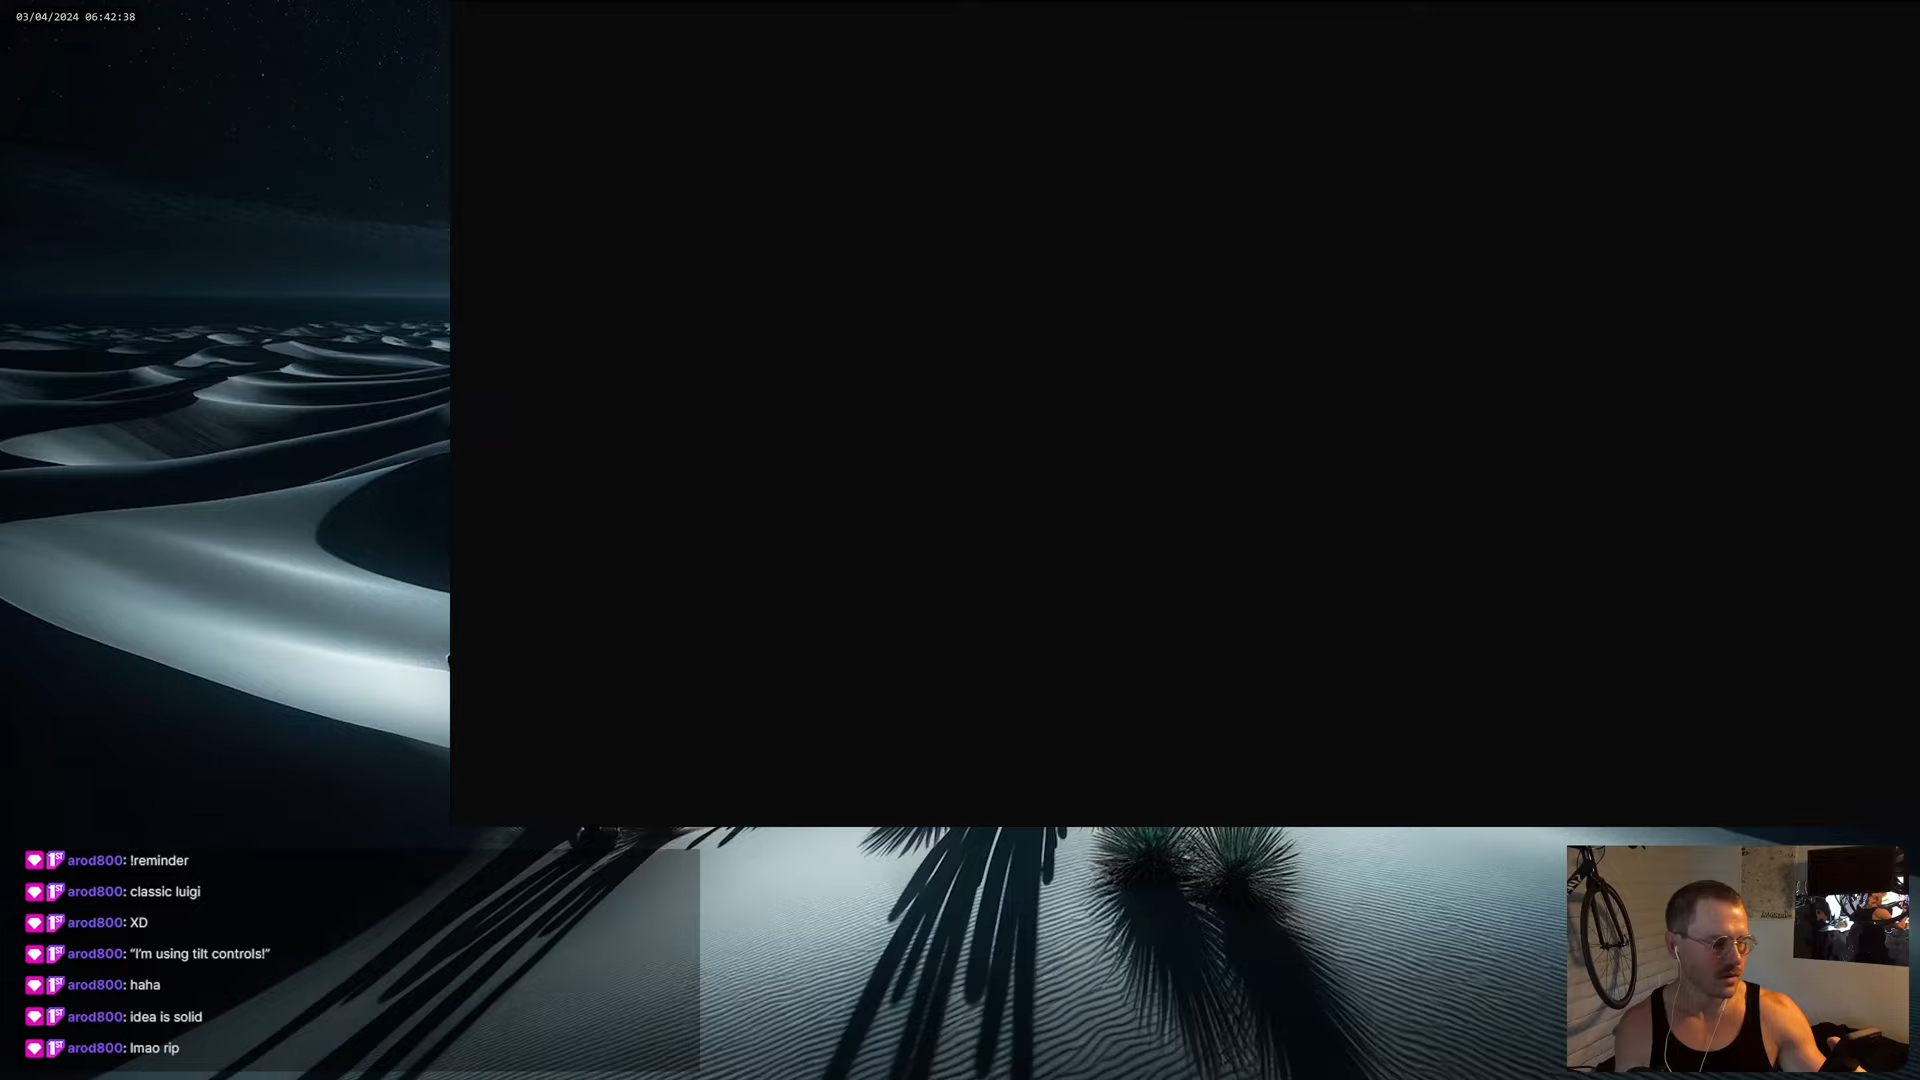 03/04/2024 06:42:38
arod800: !reminder
arod800: classic luigi
arod800: XD
arod800: “I’m using tilt controls!”
arod800: haha
arod800: idea is solid
arod800: lmao rip